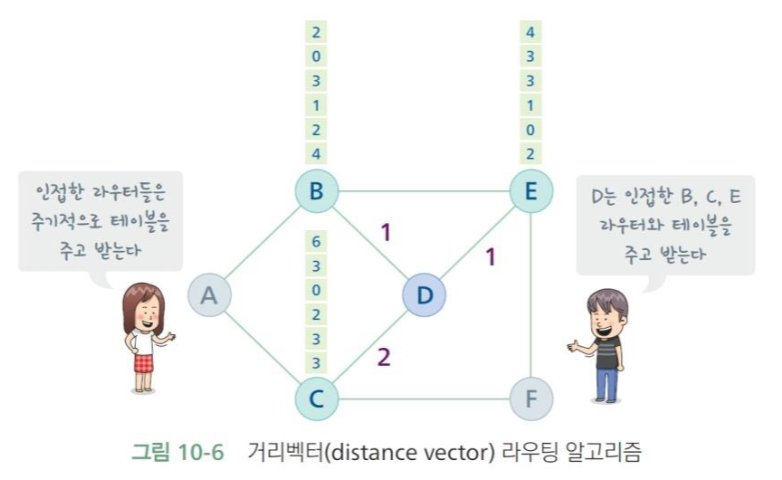 2
0
3
1
2
4
4
3
3
1
0
2
인접한 라우터들은
주기적으로 테이블을
주고 받는다
B
E
D는 인접한 B, C, E
라우터와 테이블을
주고 받는다
1
1
6
3
0
2
3
3
A
D
2
C
F
그림 10-6 거리벡터(distance vector) 라우팅 알고리즘